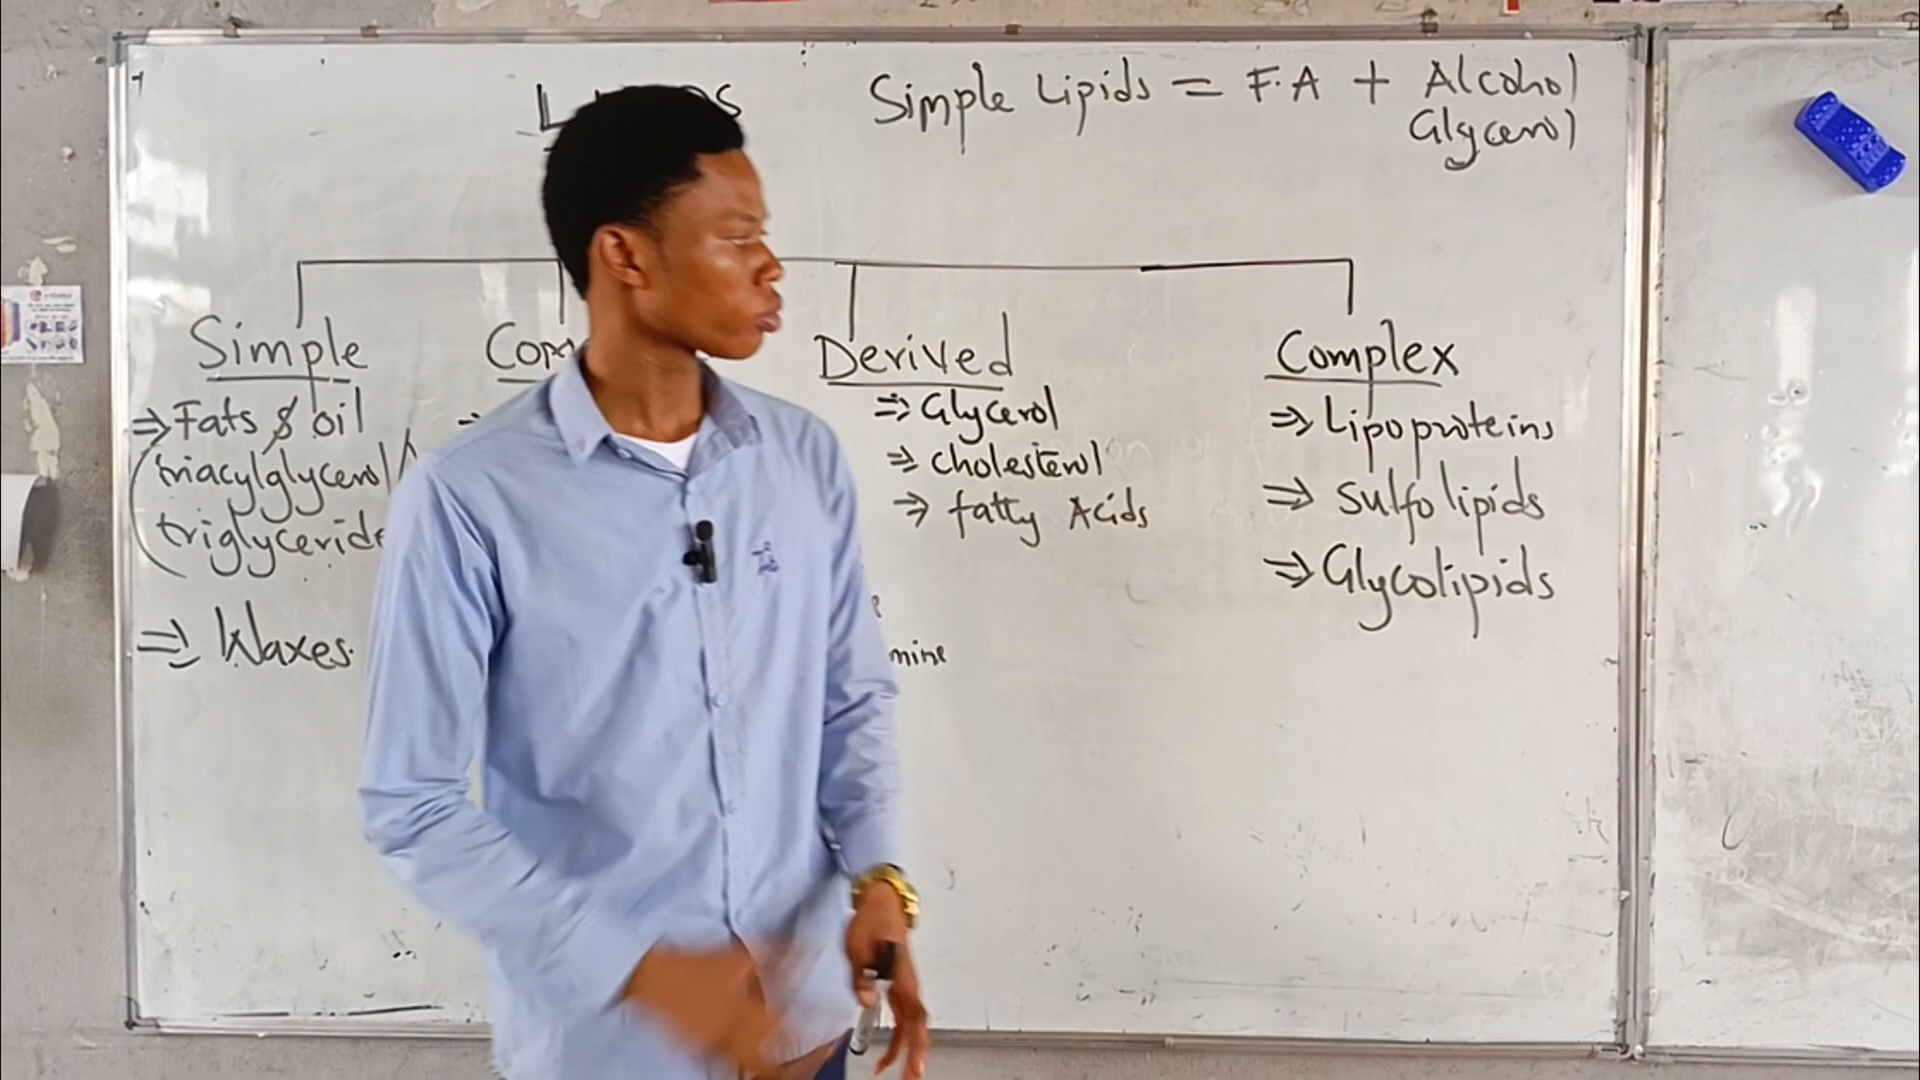 Simple Lipids = F.A + Alcohol
Glycerol
Simple
⇒ Fats & oil
(triacylglycerol/
triglyceride
⇒ Waxes.
Derived
⇒ Glycerol
⇒ Cholesterol
⇒ fatty Acids
Complex
⇒ Lipoproteins
⇒ Sulfolipids
⇒ Glycolipids